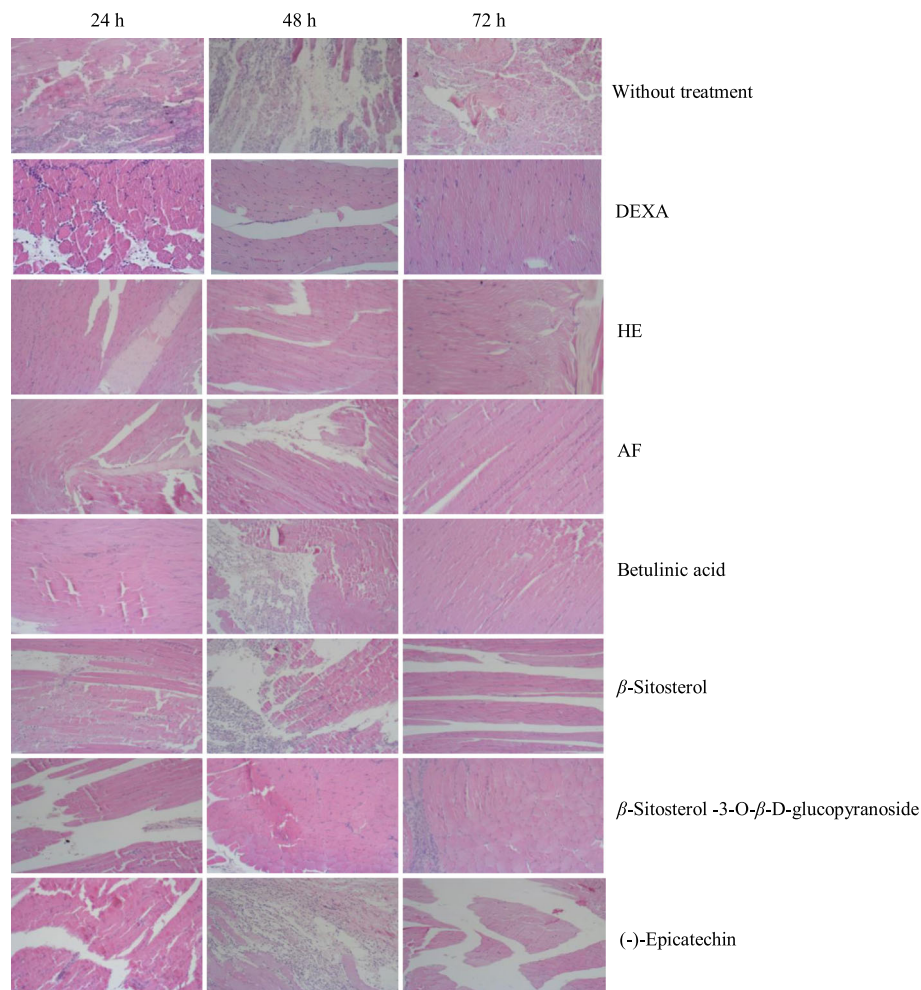 24 h 48 h 72 h
Without treatment
DEXA
HE
AF
Betulinic acid
β-Sitosterol
β-Sitosterol -3-O-β-D-glucopyranoside
(-)-Epicatechin